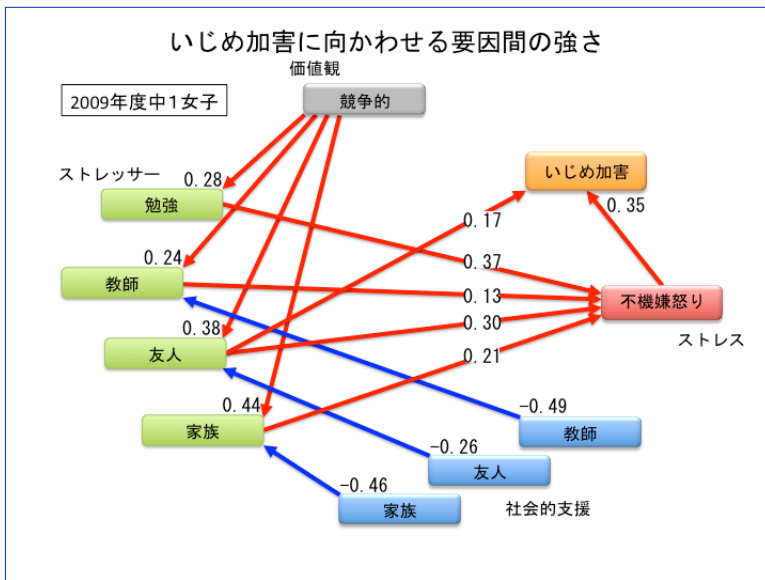 いじめ加害に向かわせる要因間の強さ
価値観
2009年度中1女子
競争的
ストレッサー
0.28
いじめ加害
勉強
0.17
0.35
0.24
0.37
教師
0.13
不機嫌怒り
0.38
0.30
ストレス
友人
0.21
0.44
-0.49
家族
教師
-0.26
友人
-0.46
家族
社会的支援